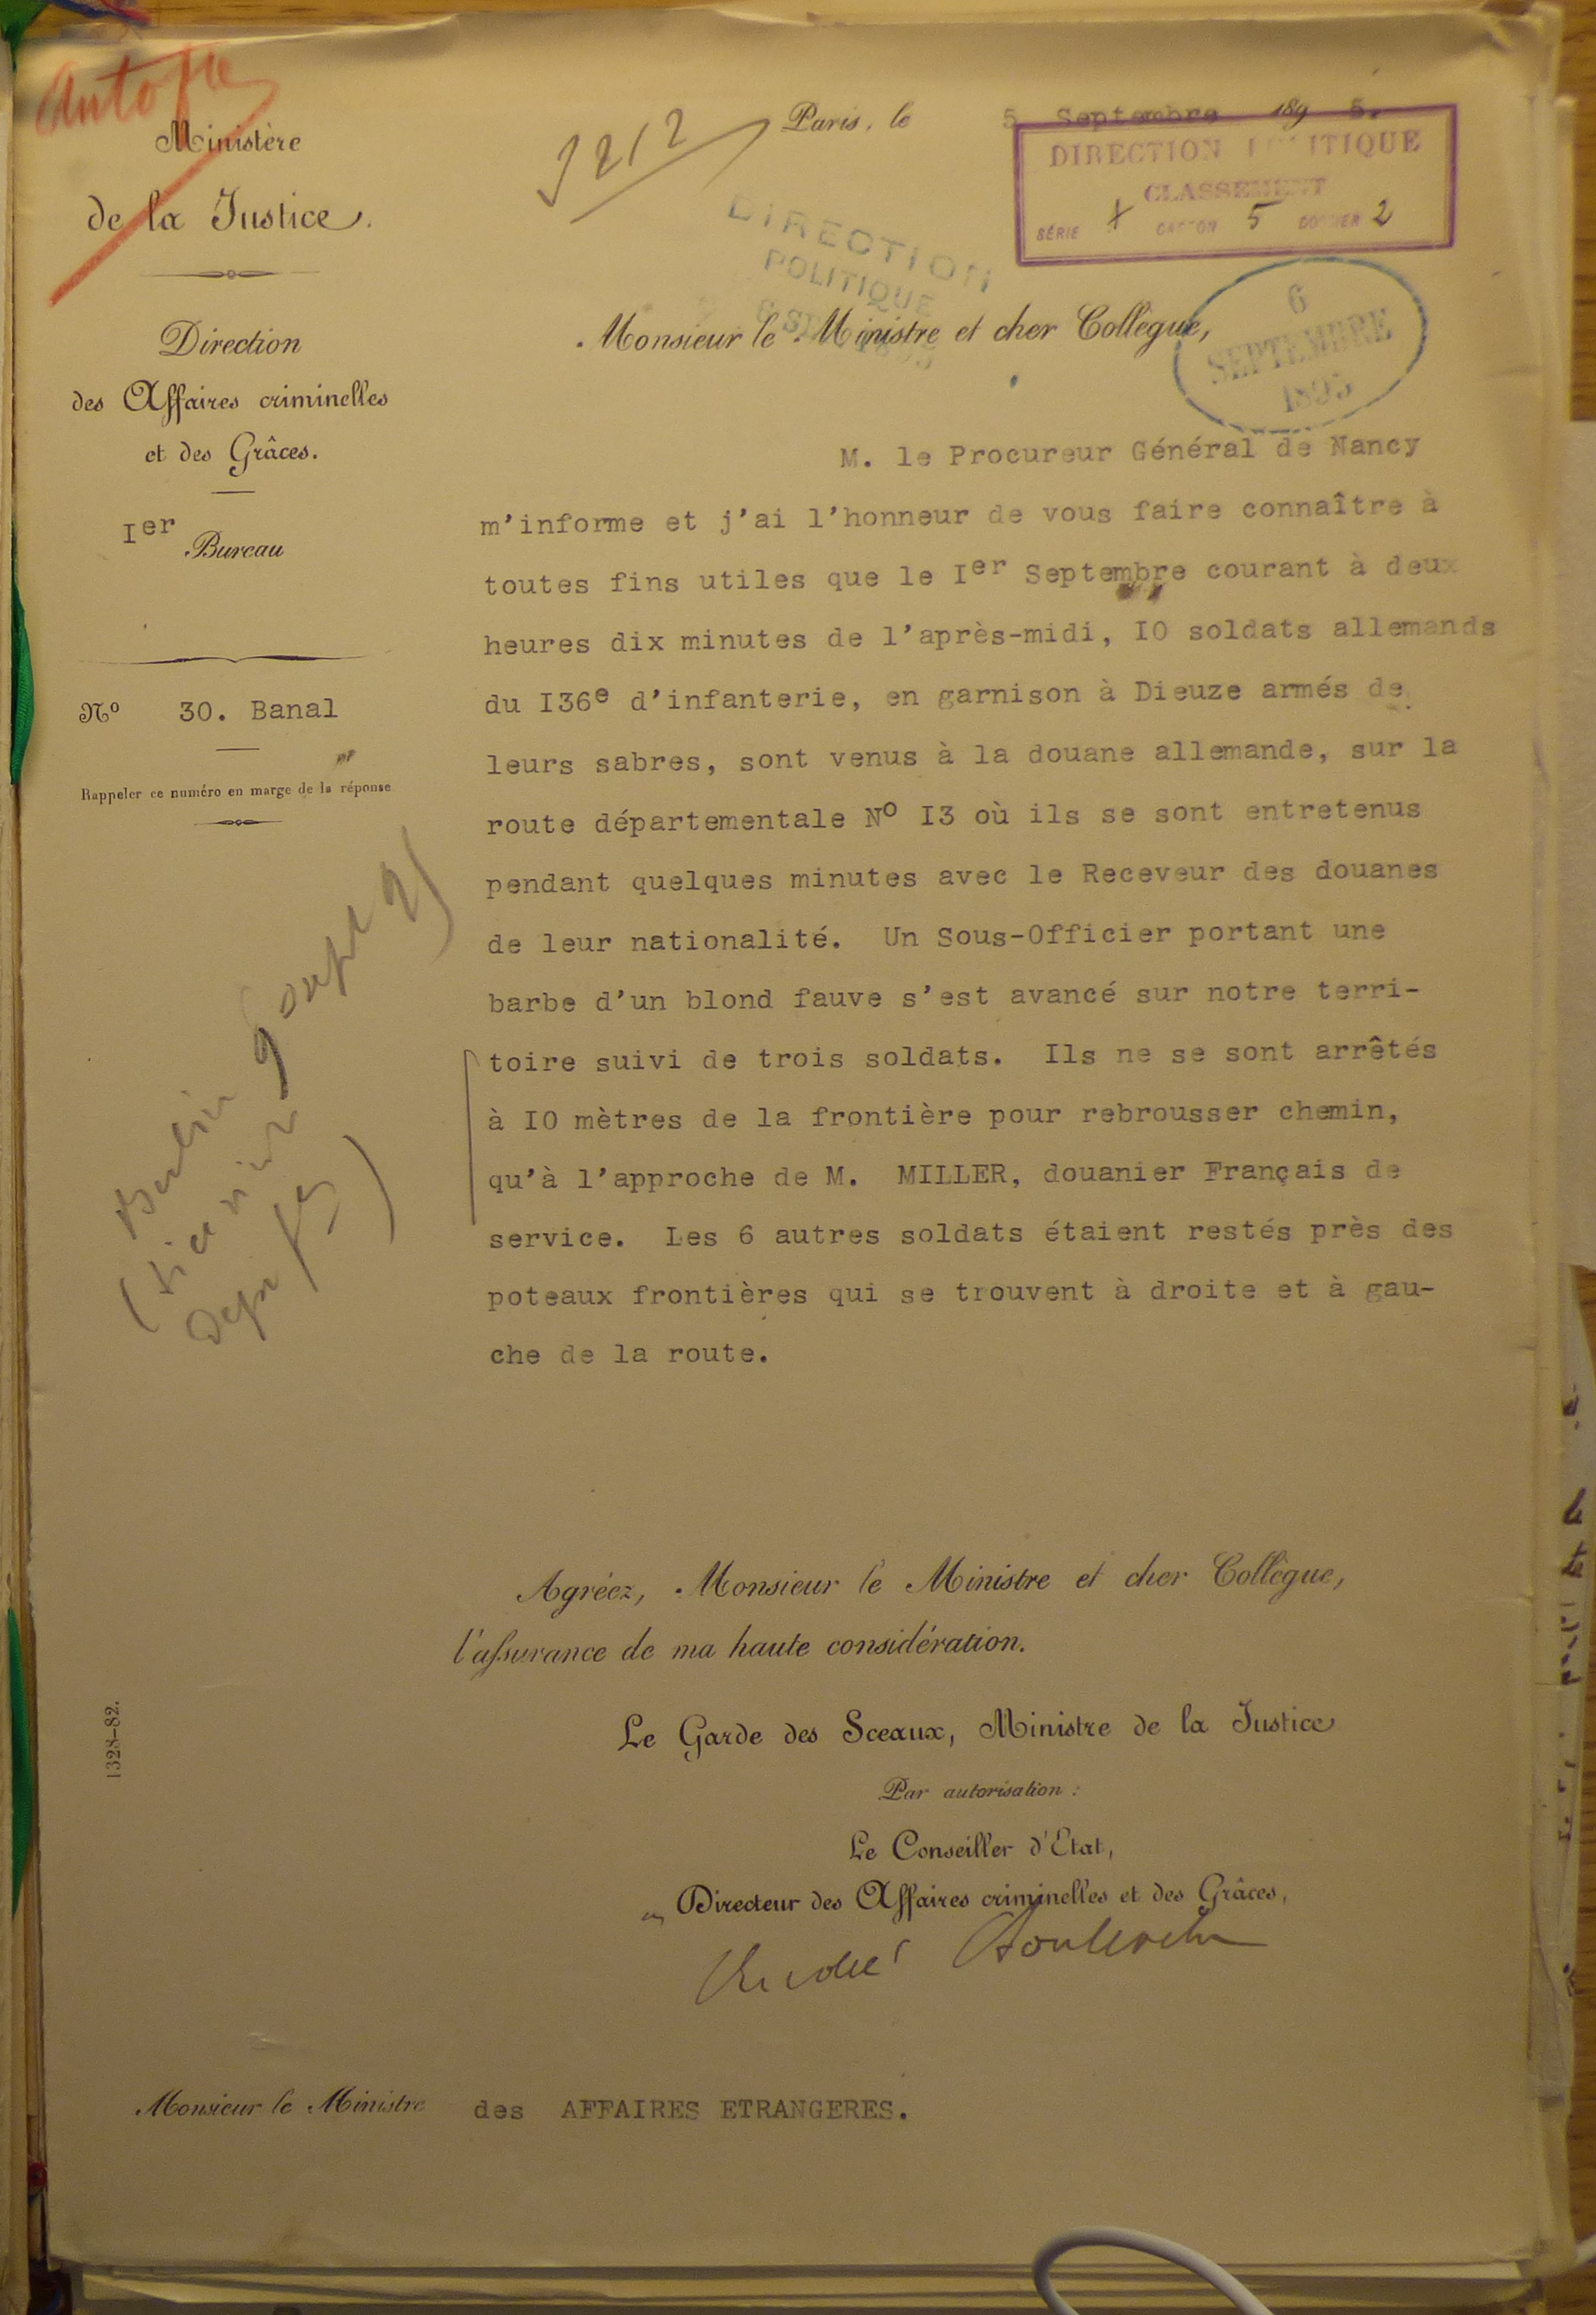 Ministère
de la Justice.
Direction
des Affaires criminelles
et des Grâces.
Ier Bureau
No 30. Banal
Rappeler ce numéro en marge de la réponse
Paris, le 5 Septembre 1895.
DIRECTION POLITIQUE
CLASSEMENT
SÉRIE CARTON 5 DOSSIER 2
DIRECTION
POLITIQUE
6
SEPTEMBRE
1895
Monsieur le Ministre et cher Collègue,
M. le Procureur Général de Nancy
m'informe et j'ai l'honneur de vous faire connaître à
toutes fins utiles que le Ier Septembre courant à deux
heures dix minutes de l'après-midi, IO soldats allemands
du I36e d'infanterie, en garnison à Dieuze armés de
leurs sabres, sont venus à la douane allemande, sur la
route départementale No I3 où ils se sont entretenus
pendant quelques minutes avec le Receveur des douanes
de leur nationalité. Un Sous-Officier portant une
barbe d'un blond fauve s'est avancé sur notre terri-
toire suivi de trois soldats. Ils ne se sont arrêtés
à IO mètres de la frontière pour rebrousser chemin,
qu'à l'approche de M. MILLER, douanier Français de
service. Les 6 autres soldats étaient restés près des
poteaux frontières qui se trouvent à droite et à gau-
che de la route.
Berlin 9
Agréez, Monsieur le Ministre et cher Collègue,
l'assurance de ma haute considération.
Le Garde des Sceaux, Ministre de la Justice
Par autorisation :
Le Conseiller d'Etat,
Directeur des Affaires criminelles et des Grâces,
1328-82.
Monsieur le Ministre des AFFAIRES ETRANGERES.